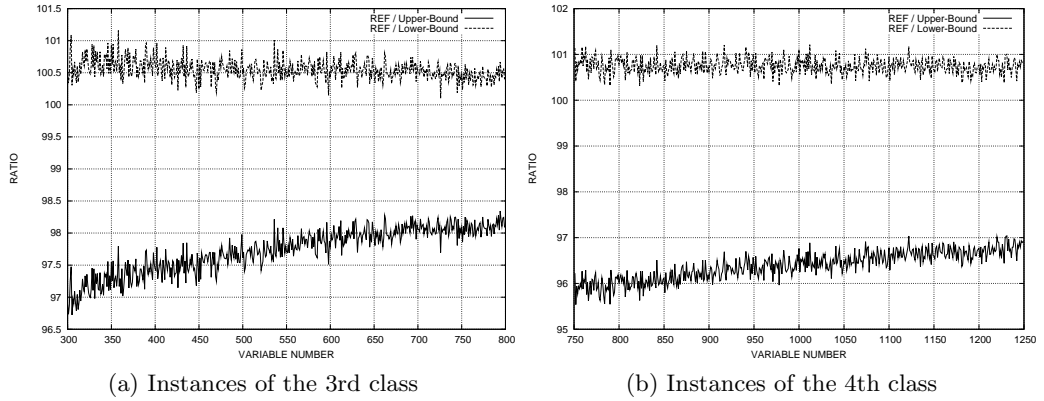 101.5
101
100.5
100
99.5
99
98.5
98
97.5
97
96.5
RATIO
REF / Upper-Bound
REF / Lower-Bound
300 350 400 450 500 550 600 650 700 750 800
VARIABLE NUMBER
(a) Instances of the 3rd class
102
101
100
99
98
97
96
95
RATIO
REF / Upper-Bound
REF / Lower-Bound
750 800 850 900 950 1000 1050 1100 1150 1200 1250
VARIABLE NUMBER
(b) Instances of the 4th class